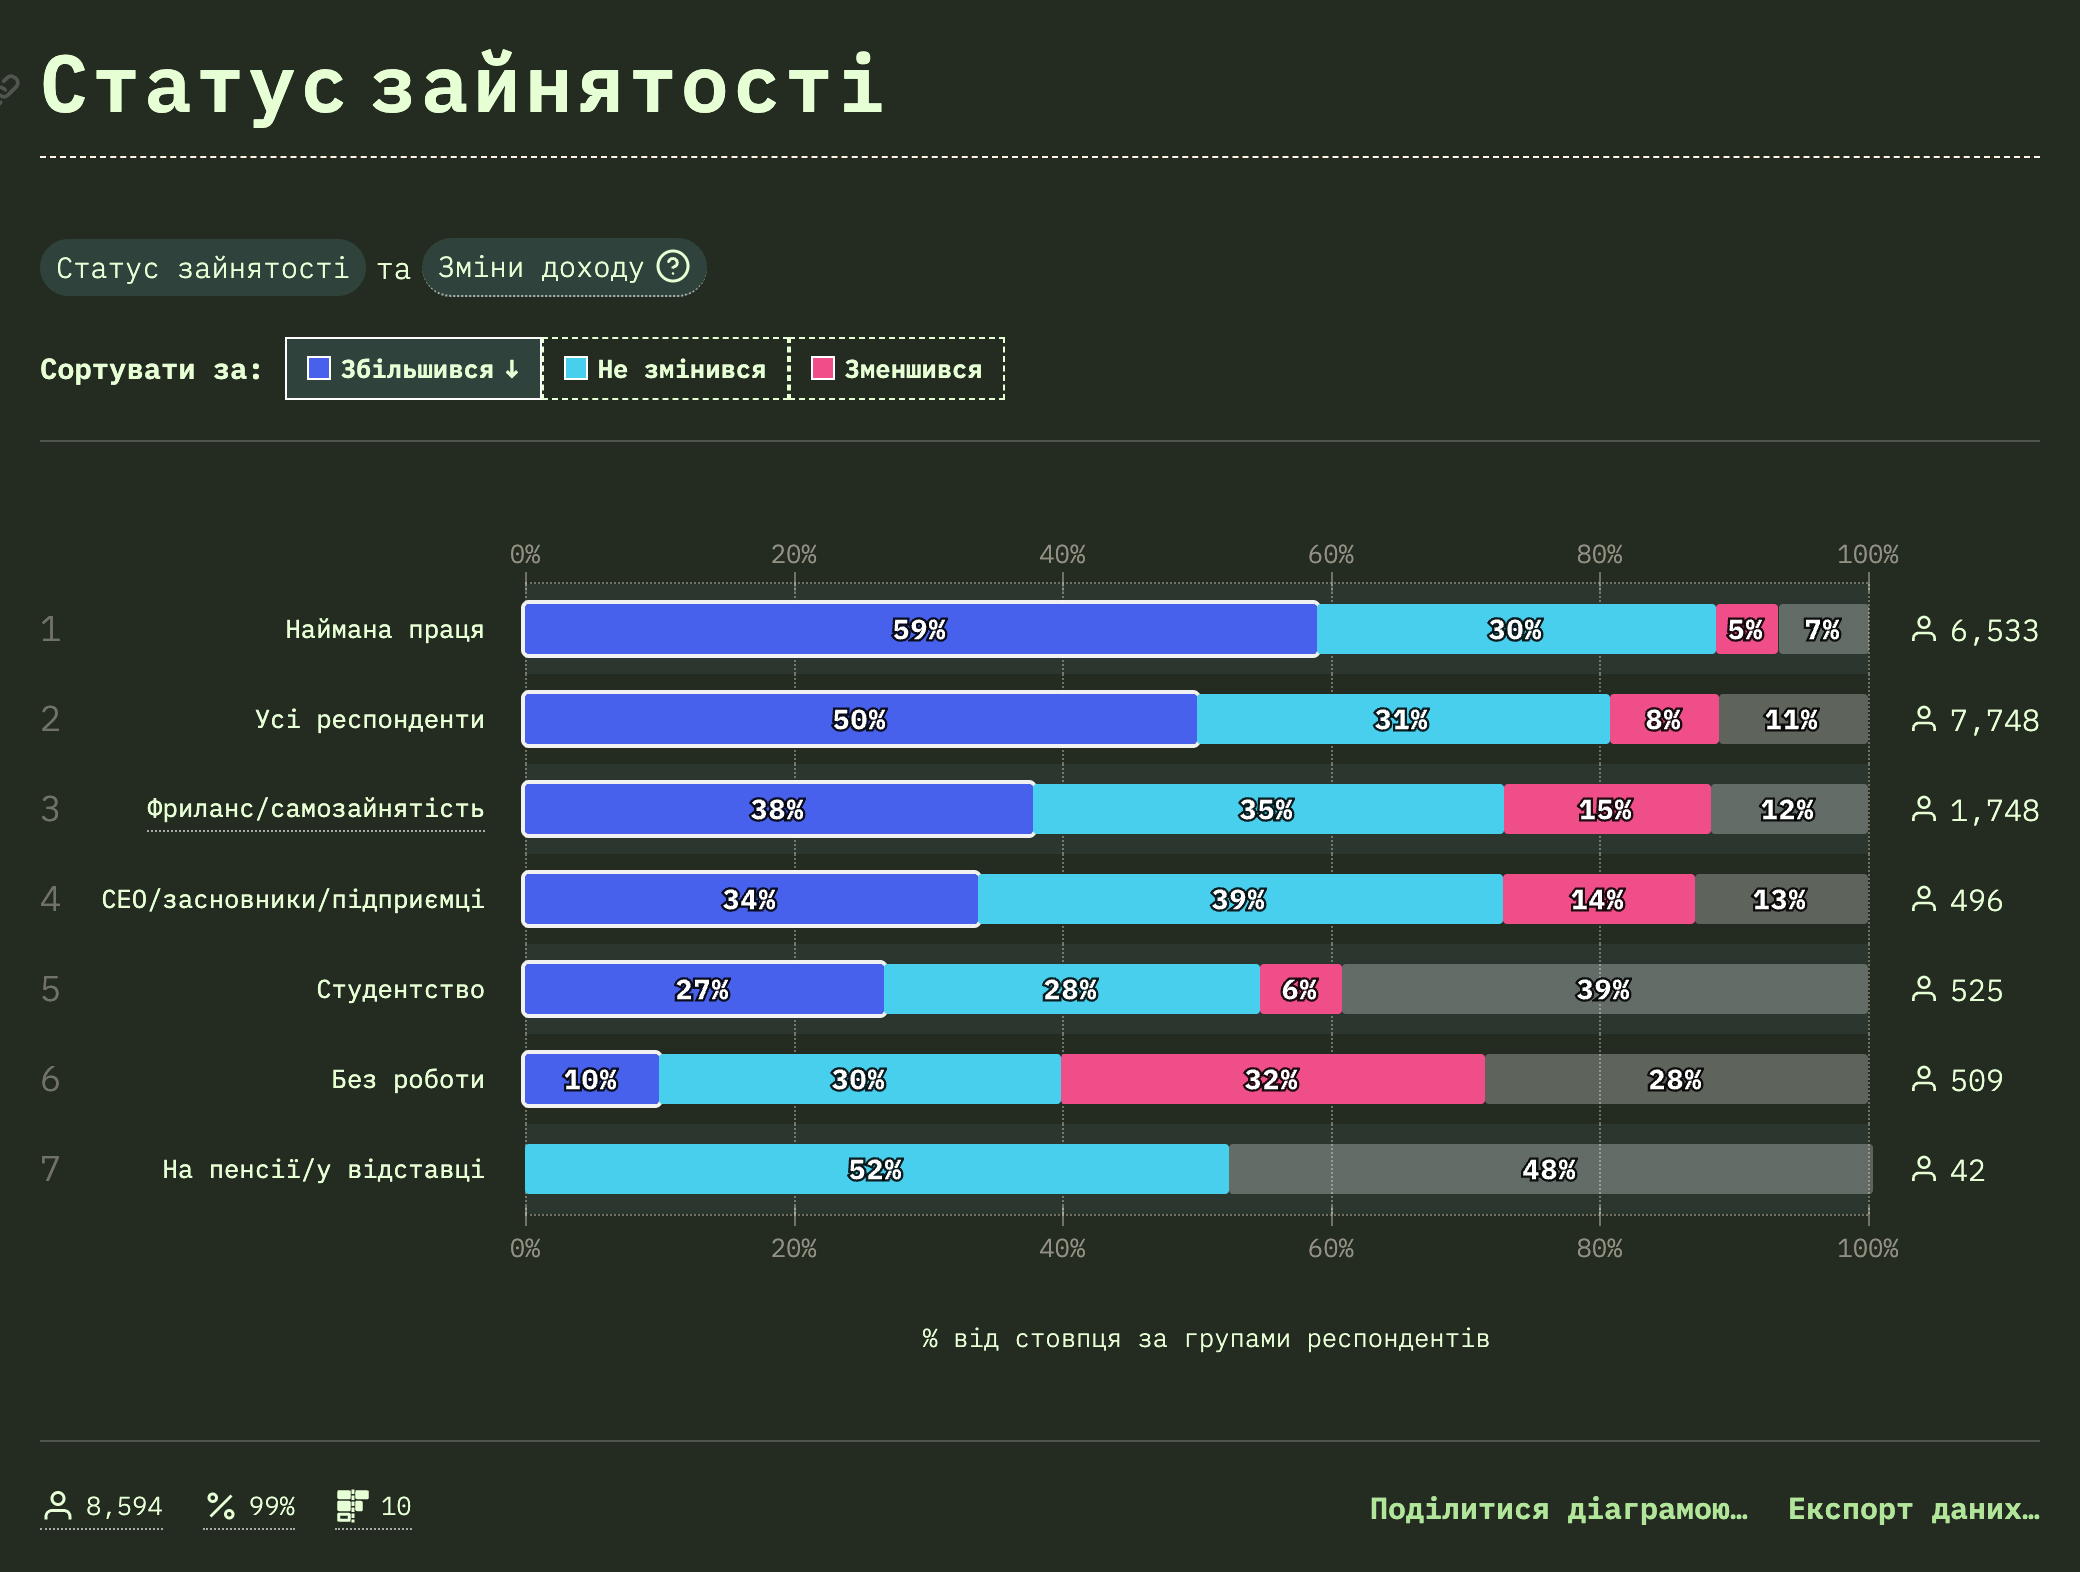 Статус зайнятості
Статус зайнятості та Зміни доходу ?
Сортувати за: Збільшився ↓ Не змінився Зменшився
0% 20% 40% 60% 80% 100%
1 Наймана праця 59% 30% 5% 7% 6,533
2 Усі респонденти 50% 31% 8% 11% 7,748
3 Фриланс/самозайнятість 38% 35% 15% 12% 1,748
4 CEO/засновники/підприємці 34% 39% 14% 13% 496
5 Студентство 27% 28% 6% 39% 525
6 Без роботи 10% 30% 32% 28% 509
7 На пенсії/у відставці 52% 48% 42
0% 20% 40% 60% 80% 100%
% від стовпця за групами респондентів
8,594 99% 10 Поділитися діаграмою… Експорт даних…